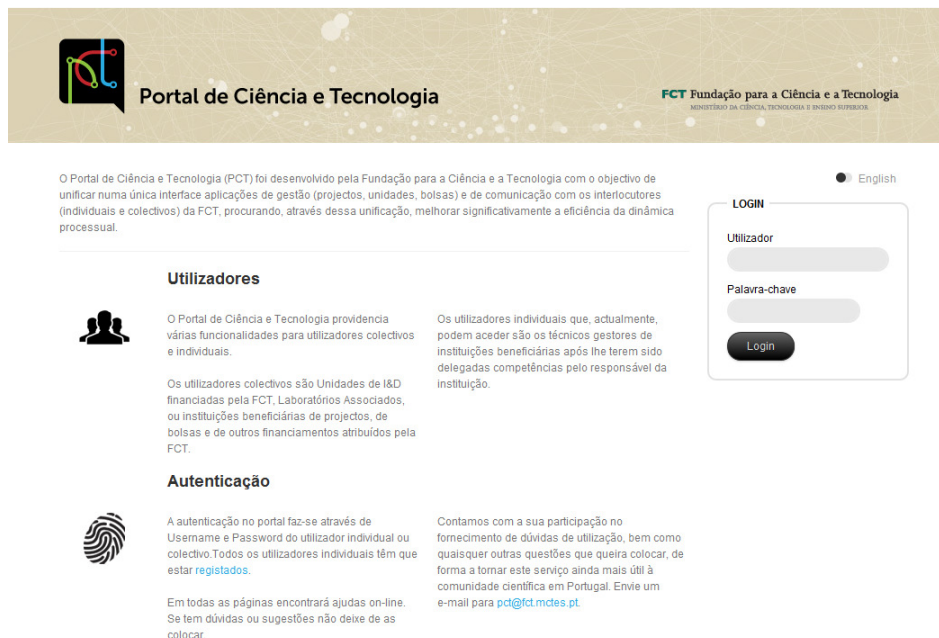 Portal de Ciência e Tecnologia
FCT Fundação para a Ciência e a Tecnologia
MINISTÉRIO DA CIÊNCIA, TECNOLOGIA E ENSINO SUPERIOR
O Portal de Ciência e Tecnologia (PCT) foi desenvolvido pela Fundação para a Ciência e a Tecnologia com o objectivo de
unificar numa única interface aplicações de gestão (projectos, unidades, bolsas) e de comunicação com os interlocutores
(individuais e colectivos) da FCT, procurando, através dessa unificação, melhorar significativamente a eficiência da dinâmica
processual.
English
LOGIN
Utilizador
Palavra-chave
Login
Utilizadores
O Portal de Ciência e Tecnologia providencia
várias funcionalidades para utilizadores colectivos
e individuais.
Os utilizadores colectivos são Unidades de I&D
financiadas pela FCT, Laboratórios Associados,
ou instituições beneficiárias de projectos, de
bolsas e de outros financiamentos atribuídos pela
FCT.
Os utilizadores individuais que, actualmente,
podem aceder são os técnicos gestores de
instituições beneficiárias após lhe terem sido
delegadas competências pelo responsável da
instituição.
Autenticação
A autenticação no portal faz-se através de
Username e Password do utilizador individual ou
colectivo.Todos os utilizadores individuais têm que
estar registados.
Em todas as páginas encontrará ajudas on-line.
Se tem dúvidas ou sugestões não deixe de as
colocar.
Contamos com a sua participação no
fornecimento de dúvidas de utilização, bem como
quaisquer outras questões que queira colocar, de
forma a tornar este serviço ainda mais útil à
comunidade científica em Portugal. Envie um
e-mail para pct@fct.mctes.pt.